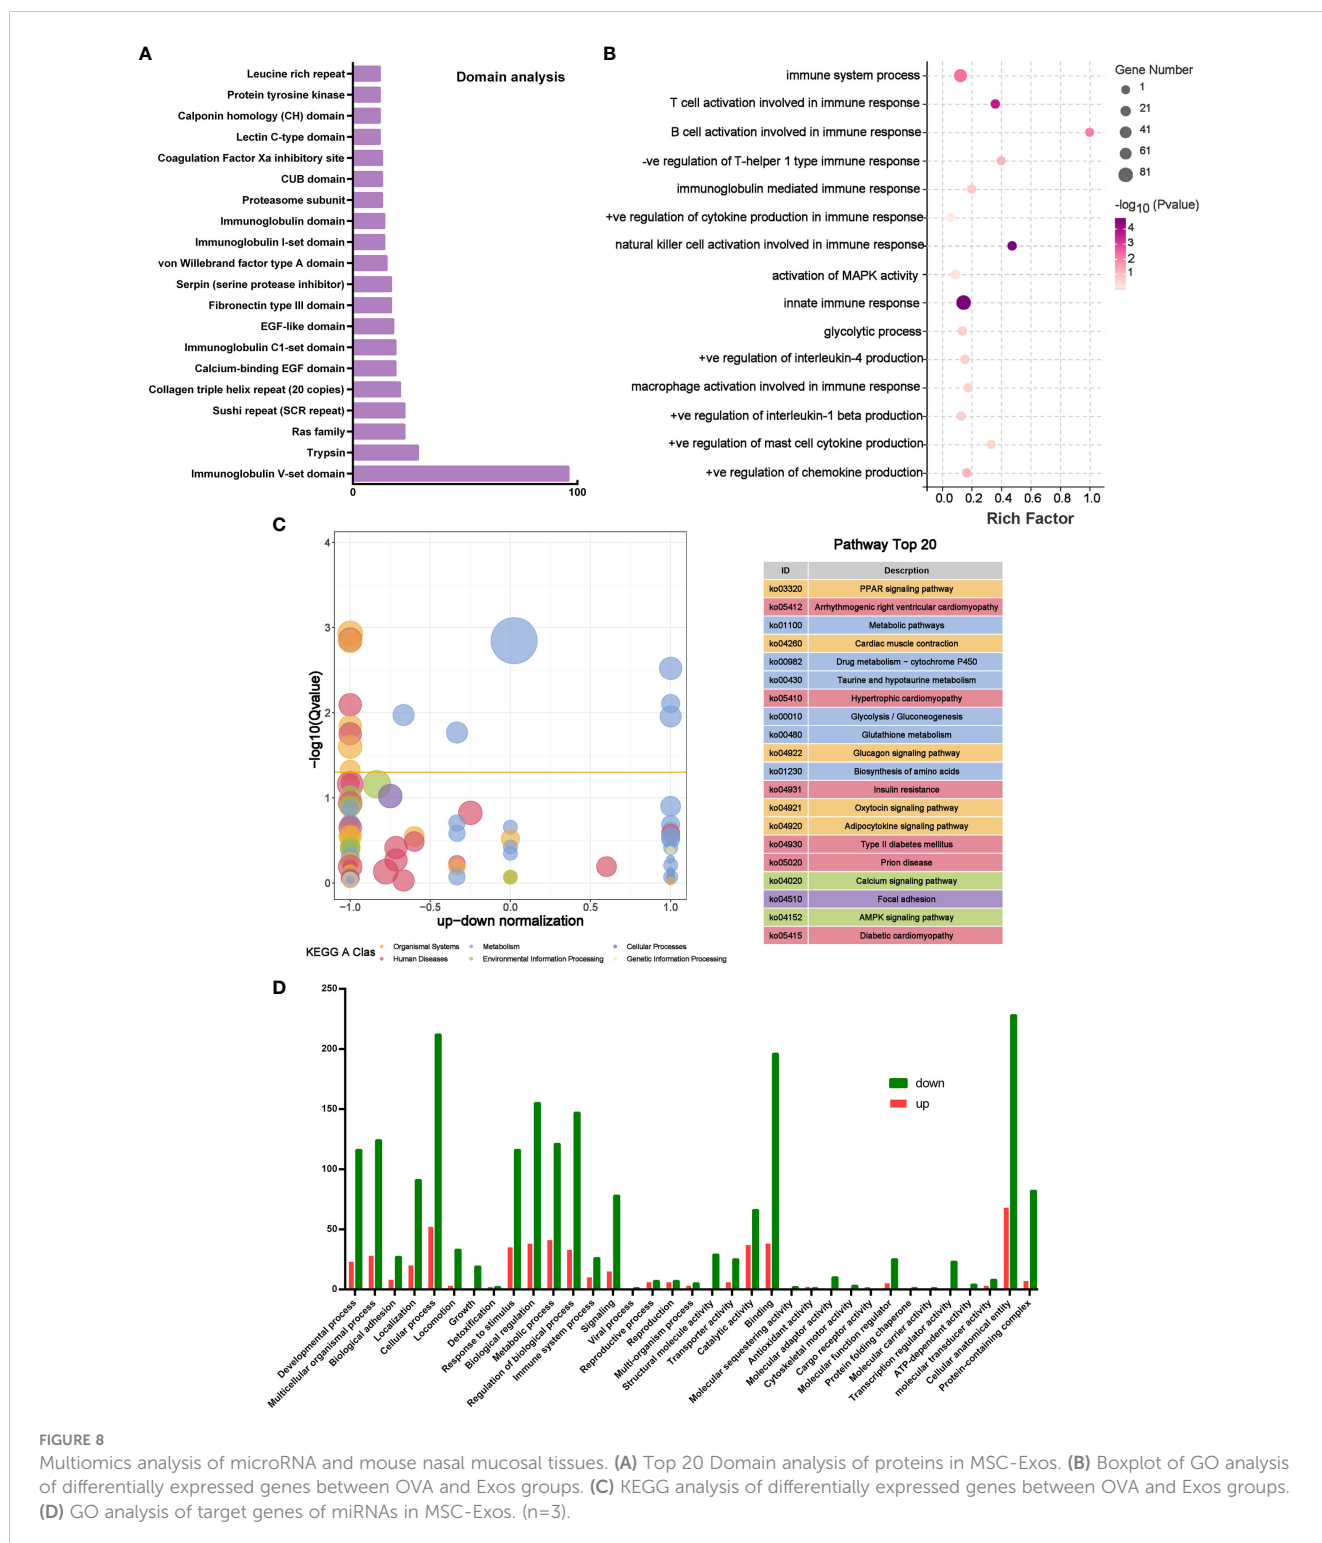 A
Domain analysis
Leucine rich repeat
Protein tyrosine kinase
Calponin homology (CH) domain
Lectin C-type domain
Coagulation Factor Xa inhibitory site
CUB domain
Proteasome subunit
Immunoglobulin domain
Immunoglobulin I-set domain
von Willebrand factor type A domain
Serpin (serine protease inhibitor)
Fibronectin type III domain
EGF-like domain
Immunoglobulin C1-set domain
Calcium-binding EGF domain
Collagen triple helix repeat (20 copies)
Sushi repeat (SCR repeat)
Ras family
Trypsin
Immunoglobulin V-set domain
0 100
B
immune system process
T cell activation involved in immune response
B cell activation involved in immune response
-ve regulation of T-helper 1 type immune response
immunoglobulin mediated immune response
+ve regulation of cytokine production in immune response
natural killer cell activation involved in immune response
activation of MAPK activity
innate immune response
glycolytic process
+ve regulation of interleukin-4 production
macrophage activation involved in immune response
+ve regulation of interleukin-1 beta production
+ve regulation of mast cell cytokine production
+ve regulation of chemokine production
0.0 0.2 0.4 0.6 0.8 1.0
Rich Factor
Gene Number
1
21
41
61
81
-log10 (Pvalue)
4
3
2
1
C
4
3
2
1
0
−log10(Qvalue)
−1.0 −0.5 0.0 0.5 1.0
up−down normalization
KEGG A Clas
Organismal Systems Metabolism Cellular Processes
Human Diseases Environmental Information Processing Genetic Information Processing
Pathway Top 20
ID Descrption
ko03320 PPAR signaling pathway
ko05412 Arrhythmogenic right ventricular cardiomyopathy
ko01100 Metabolic pathways
ko04260 Cardiac muscle contraction
ko00982 Drug metabolism − cytochrome P450
ko00430 Taurine and hypotaurine metabolism
ko05410 Hypertrophic cardiomyopathy
ko00010 Glycolysis / Gluconeogenesis
ko00480 Glutathione metabolism
ko04922 Glucagon signaling pathway
ko01230 Biosynthesis of amino acids
ko04931 Insulin resistance
ko04921 Oxytocin signaling pathway
ko04920 Adipocytokine signaling pathway
ko04930 Type II diabetes mellitus
ko05020 Prion disease
ko04020 Calcium signaling pathway
ko04510 Focal adhesion
ko04152 AMPK signaling pathway
ko05415 Diabetic cardiomyopathy
D
250
200
150
100
50
0
down
up
Developmental process
Multicellular organismal process
Biological adhesion
Localization
Cellular process
Locomotion
Growth
Detoxification
Response to stimulus
Biological regulation
Metabolic process
Regulation of biological process
Immune system process
Signaling
Viral process
Reproductive process
Reproduction
Multi-organism process
Structural molecule activity
Transporter activity
Catalytic activity
Binding
Molecular sequestering activity
Antioxidant activity
Molecular adaptor activity
Cytoskeletal motor activity
Cargo receptor activity
Molecular function regulator
Protein folding chaperone
Molecular carrier activity
Transcription regulator activity
ATP-dependent activity
molecular transducer activity
Cellular anatomical entity
Protein-containing complex
FIGURE 8
Multiomics analysis of microRNA and mouse nasal mucosal tissues. (A) Top 20 Domain analysis of proteins in MSC-Exos. (B) Boxplot of GO analysis
of differentially expressed genes between OVA and Exos groups. (C) KEGG analysis of differentially expressed genes between OVA and Exos groups.
(D) GO analysis of target genes of miRNAs in MSC-Exos. (n=3).